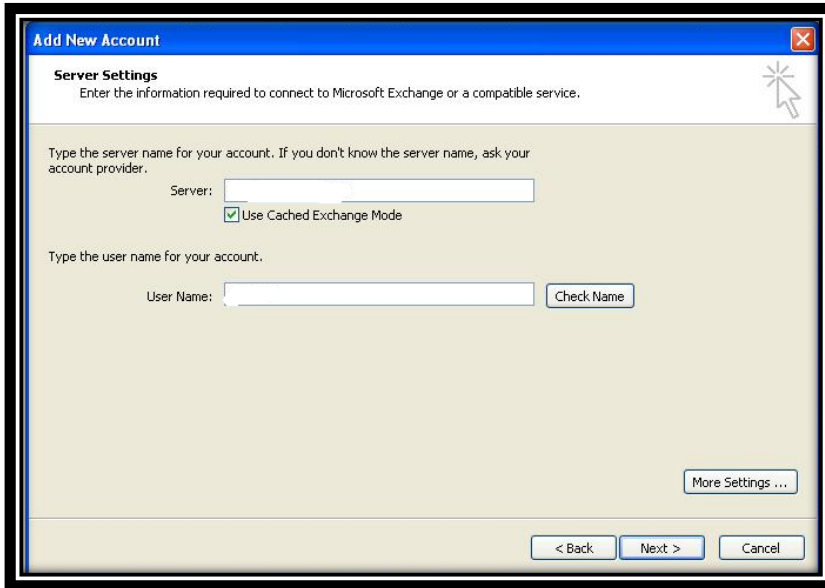 Add New Account
Server Settings
Enter the information required to connect to Microsoft Exchange or a compatible service.
Type the server name for your account. If you don't know the server name, ask your
account provider.
Server:
Use Cached Exchange Mode
Type the user name for your account.
User Name:
Check Name
More Settings ...
< Back
Next >
Cancel